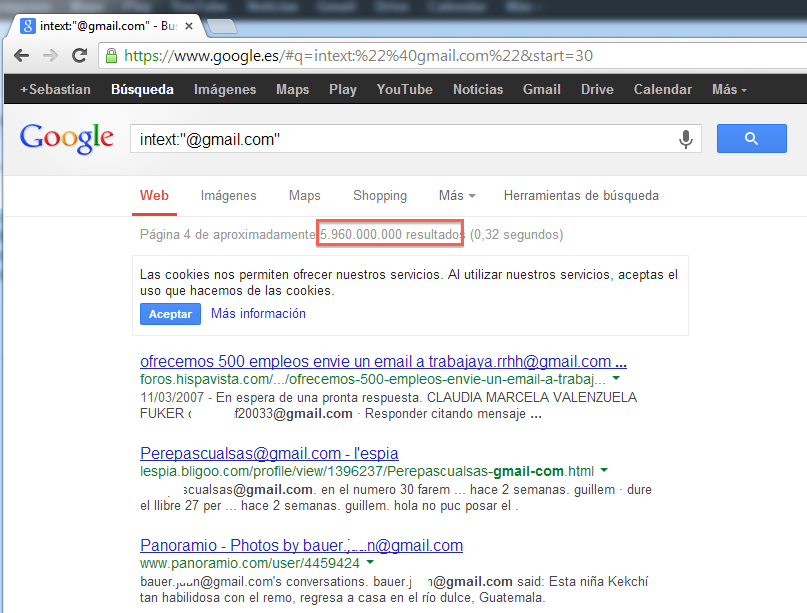 intext:"@gmail.com" - Bu
https://www.google.es/#q=intext:%22%40gmail.com%22&start=30
+Sebastian Búsqueda Imágenes Maps Play YouTube Noticias Gmail Drive Calendar Más
Google intext:"@gmail.com"
Web Imágenes Maps Shopping Más Herramientas de búsqueda
Página 4 de aproximadamente 5.960.000.000 resultados (0,32 segundos)
Las cookies nos permiten ofrecer nuestros servicios. Al utilizar nuestros servicios, aceptas el
uso que hacemos de las cookies.
Aceptar Más información
ofrecemos 500 empleos envie un email a trabajaya.rrhh@gmail.com ...
foros.hispavista.com/.../ofrecemos-500-empleos-envie-un-email-a-trabaj...
11/03/2007 - En espera de una pronta respuesta. CLAUDIA MARCELA VALENZUELA
FUKER f20033@gmail.com · Responder citando mensaje ...
Perepascualsas@gmail.com - l'espia
lespia.bligoo.com/profile/view/1396237/Perepascualsas-gmail-com.html
scualsas@gmail.com. en el numero 30 farem ... hace 2 semanas. guillem · dure
el llibre 27 per ... hace 2 semanas. guillem. hola no puc posar el .
Panoramio - Photos by bauer. n@gmail.com
www.panoramio.com/user/4459424
bauer. n@gmail.com's conversations. bauer.j n@gmail.com said: Esta niña Kekchí
tan habilidosa con el remo, regresa a casa en el río dulce, Guatemala.